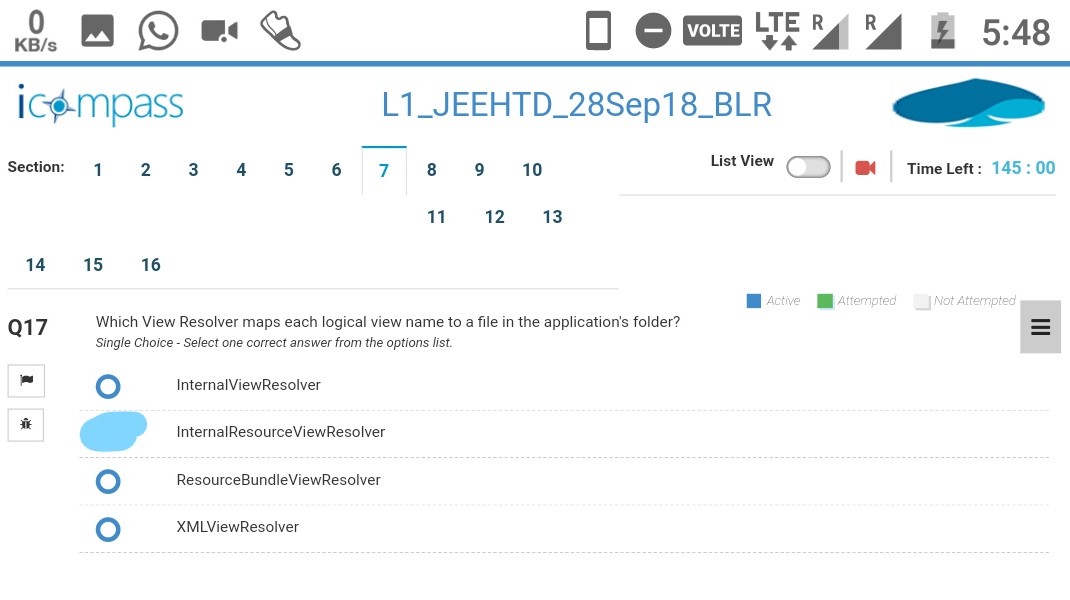 0
KB/s
VOLTE
LTE
R
R
5:48
icompass
L1_JEEHTD_28Sep18_BLR
Section: 1 2 3 4 5 6 7 8 9 10
List View
Time Left : 145 : 00
11 12 13
14 15 16
Active Attempted Not Attempted
Q17
Which View Resolver maps each logical view name to a file in the application's folder?
Single Choice - Select one correct answer from the options list.
InternalViewResolver
InternalResourceViewResolver
ResourceBundleViewResolver
XMLViewResolver